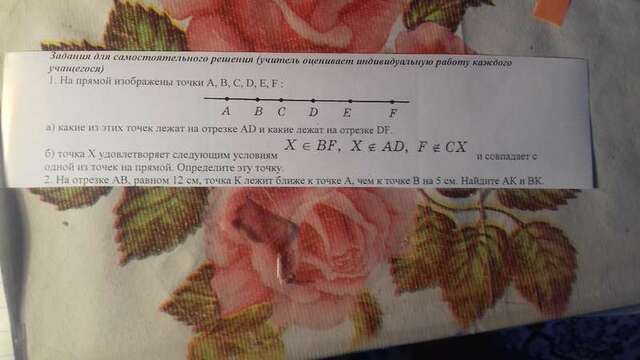 Задания для самостоятельного решения (учитель оценивает индивидуальную работу каждого
учащегося)
1. На прямой изображены точки A, B, C, D, E, F :
A B C D E F
а) какие из этих точек лежат на отрезке AD и какие лежат на отрезке DF.
б) точка X удовлетворяет следующим условиям X ∈ BF, X ∉ AD, F ∉ CX и совпадает с
одной из точек на прямой. Определите эту точку.
2. На отрезке AB, равном 12 см, точка K лежит ближе к точке A, чем к точке B на 5 см. Найдите AK и BK.